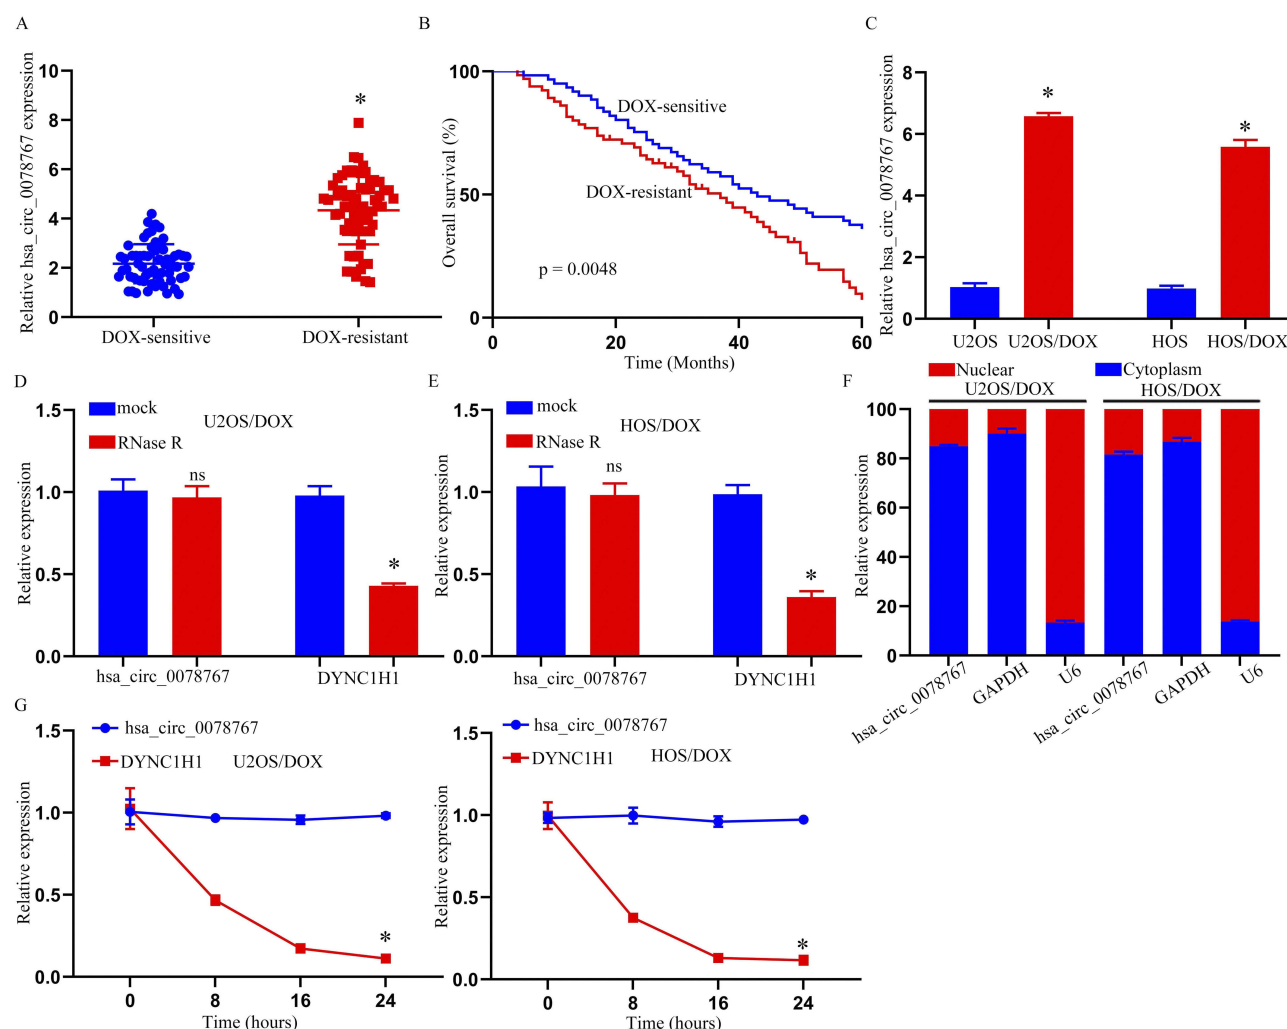 A
Relative hsa_circ_0078767 expression
10
8
6
4
2
0
*
DOX-sensitive
DOX-resistant
B
Overall survival (%)
100
50
0
DOX-sensitive
DOX-resistant
p = 0.0048
0
20
40
60
Time (Months)
C
Relative hsa_circ_0078767 expression
8
6
4
2
0
*
*
U2OS
U2OS/DOX
HOS
HOS/DOX
D
Relative expression
1.5
1.0
0.5
0.0
mock
RNase R
U2OS/DOX
ns
*
hsa_circ_0078767
DYNC1H1
E
Relative expression
1.5
1.0
0.5
0.0
mock
RNase R
HOS/DOX
ns
*
hsa_circ_0078767
DYNC1H1
F
Nuclear
Cytoplasm
U2OS/DOX
HOS/DOX
Relative expression
100
80
60
40
20
0
hsa_circ_0078767
GAPDH
U6
hsa_circ_0078767
GAPDH
U6
G
Relative expression
1.5
1.0
0.5
0.0
hsa_circ_0078767
DYNC1H1
U2OS/DOX
*
0
8
16
24
Time (hours)
Relative expression
1.5
1.0
0.5
0.0
hsa_circ_0078767
DYNC1H1
HOS/DOX
*
0
8
16
24
Time (hours)